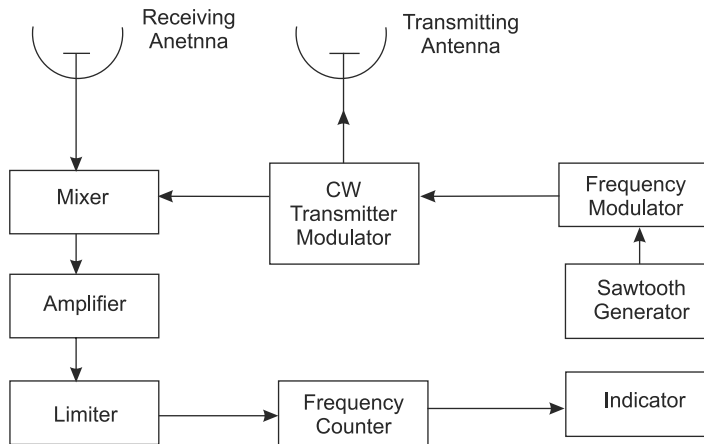 Receiving
Anetnna
Transmitting
Antenna
Mixer
CW
Transmitter
Modulator
Frequency
Modulator
Amplifier
Sawtooth
Generator
Limiter
Frequency
Counter
Indicator